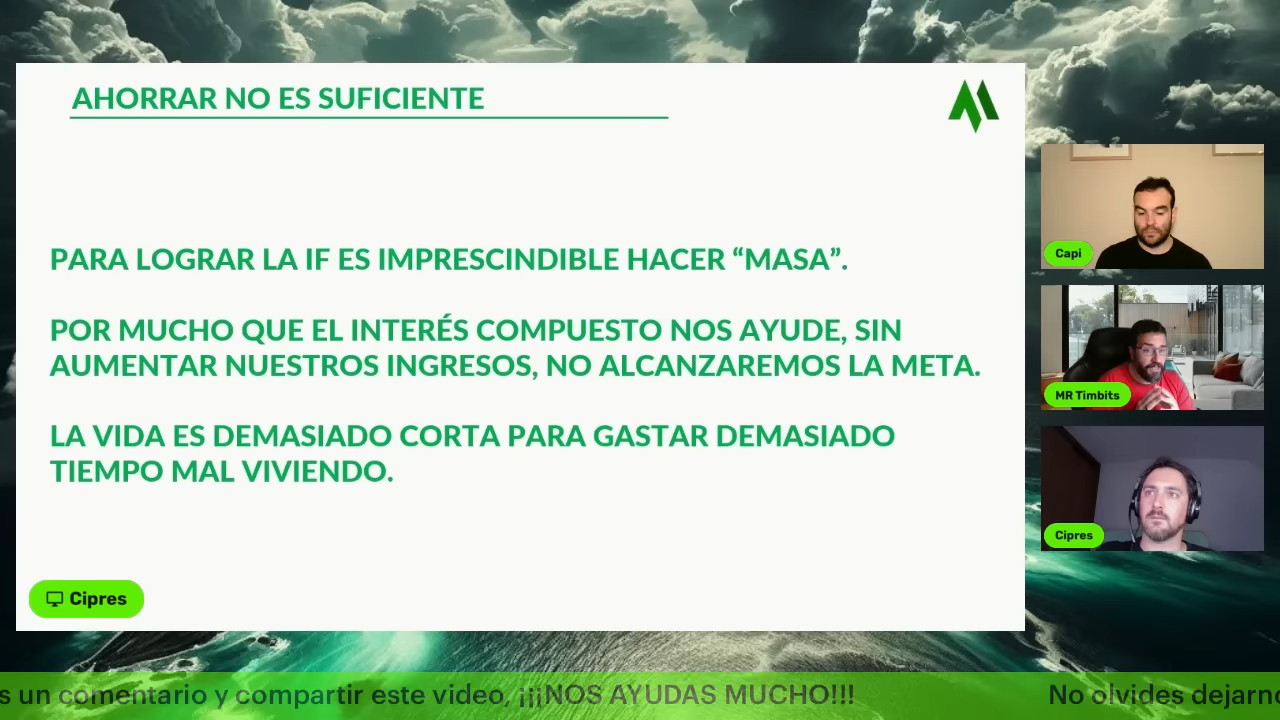 AHORRAR NO ES SUFICIENTE
PARA LOGRAR LA IF ES IMPRESCINDIBLE HACER “MASA”.
POR MUCHO QUE EL INTERÉS COMPUESTO NOS AYUDE, SIN
AUMENTAR NUESTROS INGRESOS, NO ALCANZAREMOS LA META.
LA VIDA ES DEMASIADO CORTA PARA GASTAR DEMASIADO
TIEMPO MAL VIVIENDO.
Cipres
Capi
MR Timbits
Cipres
s un comentario y compartir este video, ¡¡¡NOS AYUDAS MUCHO!!! No olvides dejarno